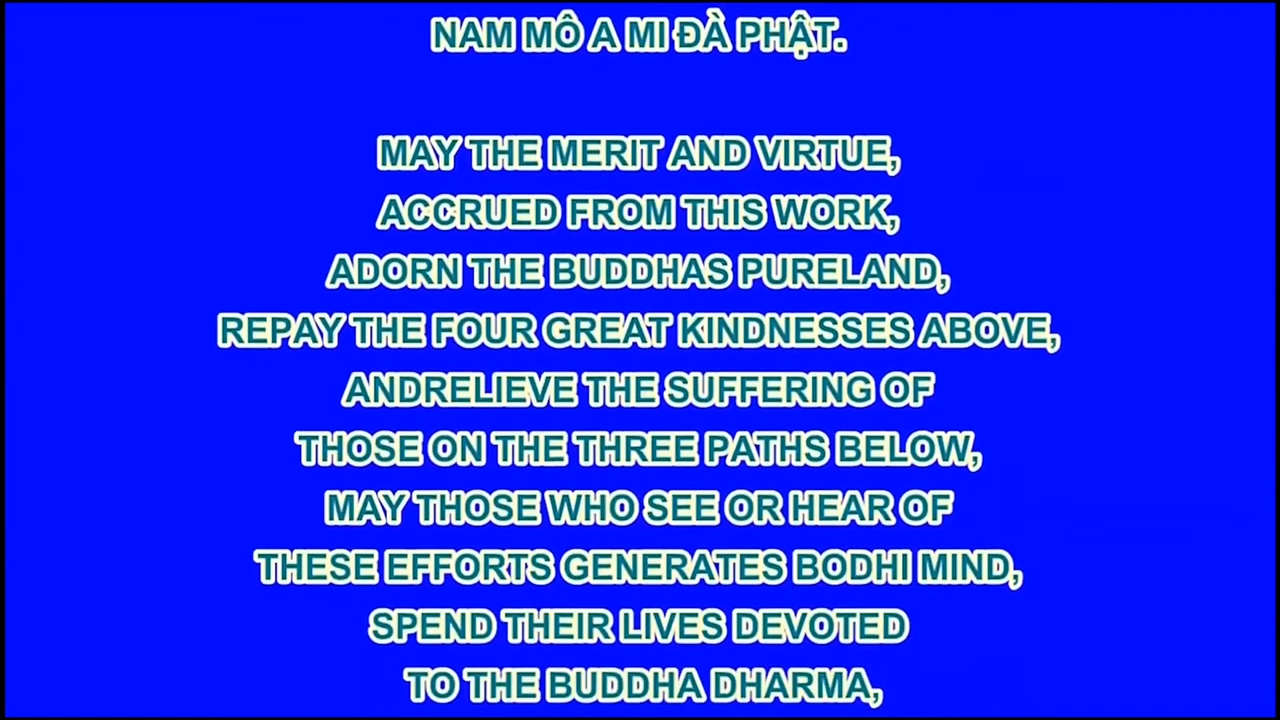 NAM MÔ A MI ĐÀ PHẬT.
MAY THE MERIT AND VIRTUE,
ACCRUED FROM THIS WORK,
ADORN THE BUDDHAS PURELAND,
REPAY THE FOUR GREAT KINDNESSES ABOVE,
ANDRELIEVE THE SUFFERING OF
THOSE ON THE THREE PATHS BELOW,
MAY THOSE WHO SEE OR HEAR OF
THESE EFFORTS GENERATES BODHI MIND,
SPEND THEIR LIVES DEVOTED
TO THE BUDDHA DHARMA,